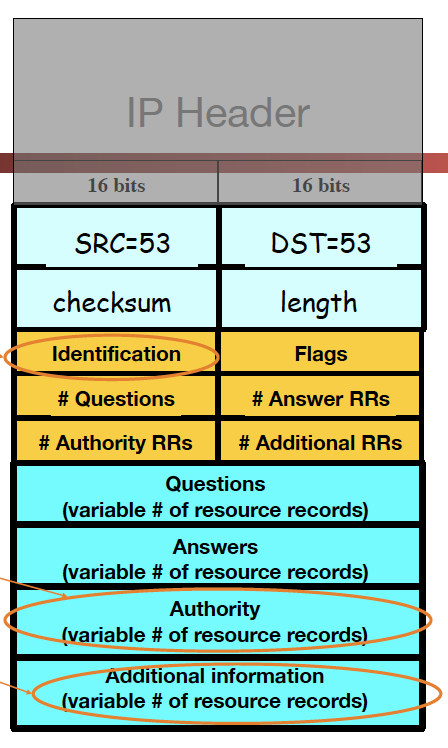 IP Header
16 bits 16 bits
SRC=53 DST=53
checksum length
Identification Flags
# Questions # Answer RRs
# Authority RRs # Additional RRs
Questions
(variable # of resource records)
Answers
(variable # of resource records)
Authority
(variable # of resource records)
Additional information
(variable # of resource records)